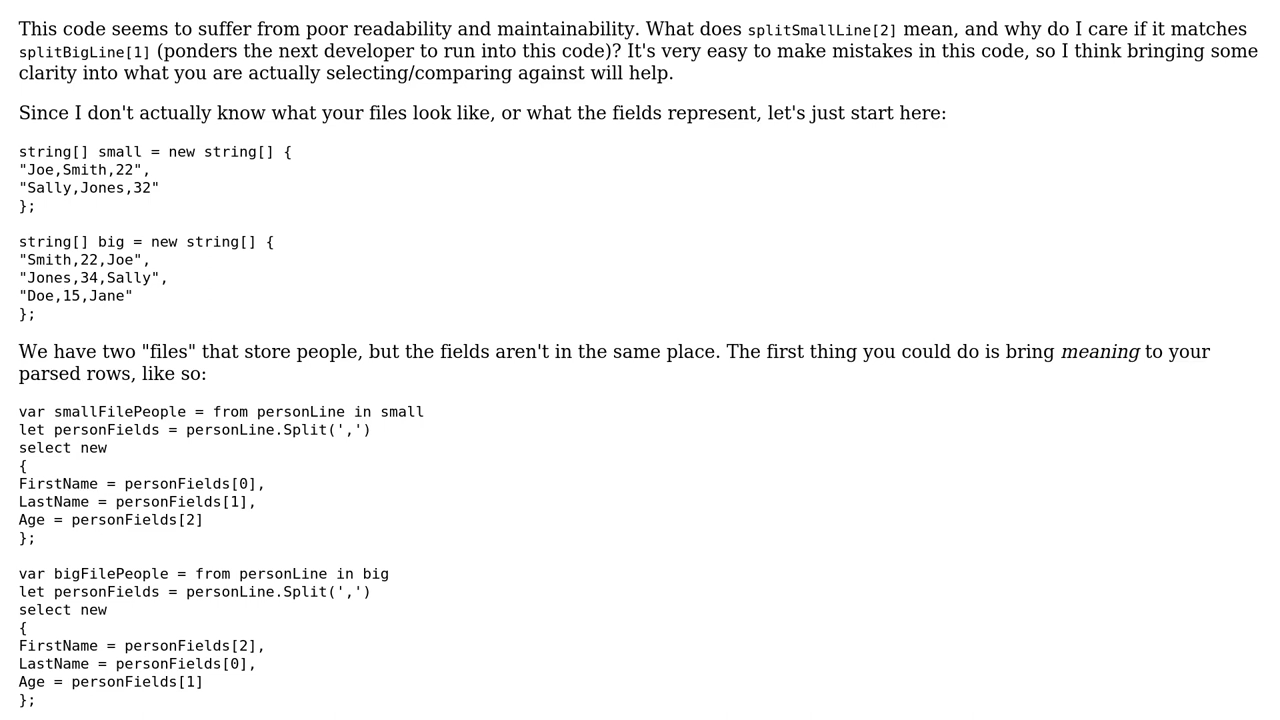 This code seems to suffer from poor readability and maintainability. What does splitSmallLine[2] mean, and why do I care if it matches
splitBigLine[1] (ponders the next developer to run into this code)? It's very easy to make mistakes in this code, so I think bringing some
clarity into what you are actually selecting/comparing against will help.
Since I don't actually know what your files look like, or what the fields represent, let's just start here:
string[] small = new string[] {
"Joe,Smith,22",
"Sally,Jones,32"
};
string[] big = new string[] {
"Smith,22,Joe",
"Jones,34,Sally",
"Doe,15,Jane"
};
We have two "files" that store people, but the fields aren't in the same place. The first thing you could do is bring meaning to your
parsed rows, like so:
var smallFilePeople = from personLine in small
let personFields = personLine.Split(',')
select new
{
FirstName = personFields[0],
LastName = personFields[1],
Age = personFields[2]
};
var bigFilePeople = from personLine in big
let personFields = personLine.Split(',')
select new
{
FirstName = personFields[2],
LastName = personFields[0],
Age = personFields[1]
};